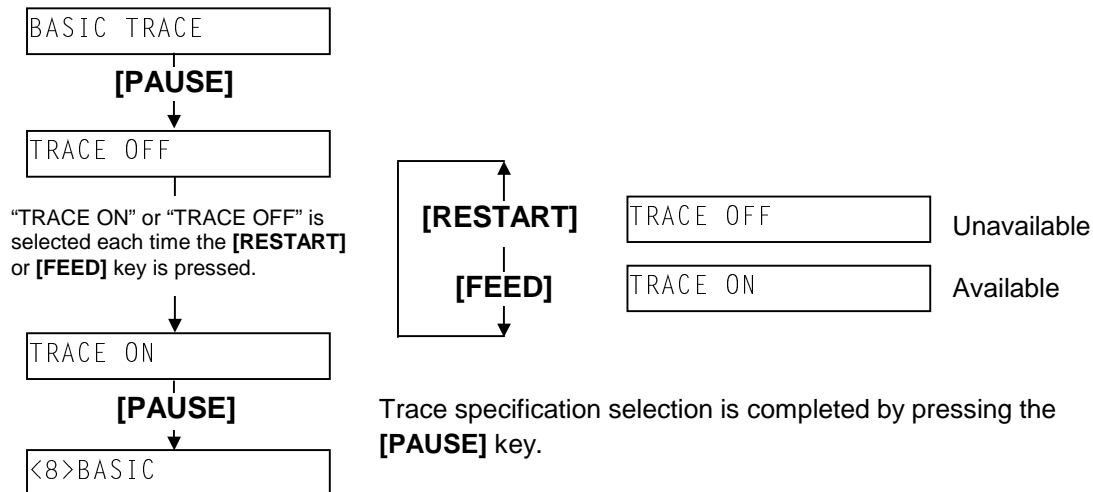 BASIC TRACE
[PAUSE]
TRACE OFF
“TRACE ON” or “TRACE OFF” is
selected each time the [RESTART]
or [FEED] key is pressed.
TRACE ON
[PAUSE]
<8>BASIC
[RESTART]
TRACE OFF
Unavailable
[FEED]
TRACE ON
Available
Trace specification selection is completed by pressing the
[PAUSE] key.